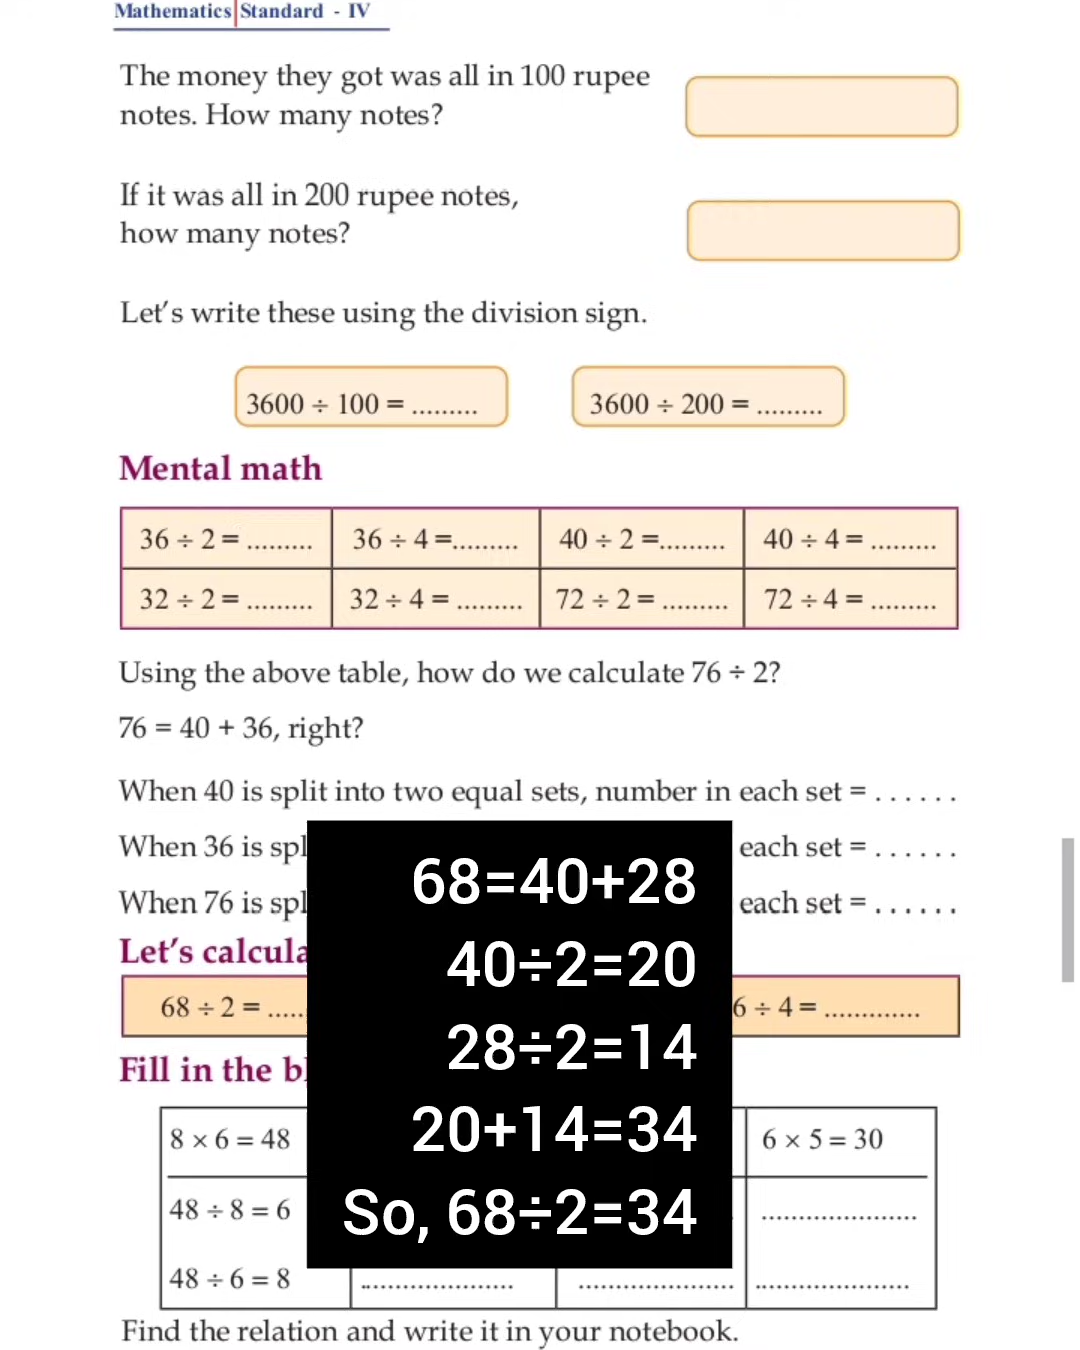 Mathematics Standard - IV
The money they got was all in 100 rupee
notes. How many notes?
If it was all in 200 rupee notes,
how many notes?
Let's write these using the division sign.
3600 ÷ 100 = .........
3600 ÷ 200 = .........
Mental math
36 ÷ 2 = ......... 36 ÷ 4 =......... 40 ÷ 2 =......... 40 ÷ 4 = .........
32 ÷ 2 = ......... 32 ÷ 4 = ......... 72 ÷ 2 = ......... 72 ÷ 4 = .........
Using the above table, how do we calculate 76 ÷ 2?
76 = 40 + 36, right?
When 40 is split into two equal sets, number in each set = . . . . . .
When 36 is each set = . . . . . .
When 76 is each set = . . . . . .
Let's
68 ÷ 2 = ..... 6 ÷ 4 = .............
Fill in the
68=40+28
40÷2=20
28÷2=14
20+14=34
So, 68÷2=34
8 × 6 = 48 6 × 5 = 30
48 ÷ 8 = 6 .....................
48 ÷ 6 = 8 ..................... ..................... .....................
Find the relation and write it in your notebook.